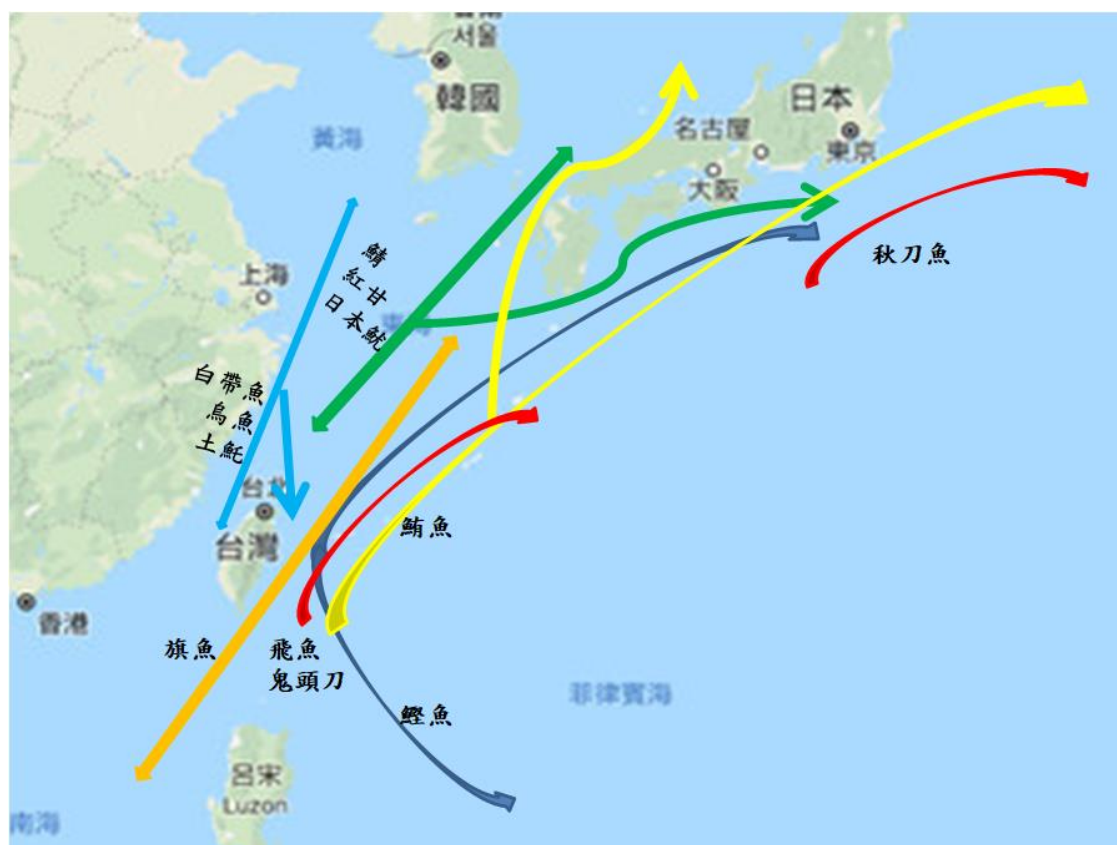 서울
韓國
日本
東京
名古屋
大阪
黃海
上海
鯖
紅甘
日本魷
東海
秋刀魚
白帶魚
烏魚
土魠
台北
台灣
鮪魚
香港
旗魚
飛魚
鬼頭刀
鰹魚
菲律賓海
呂宋
Luzon
南海